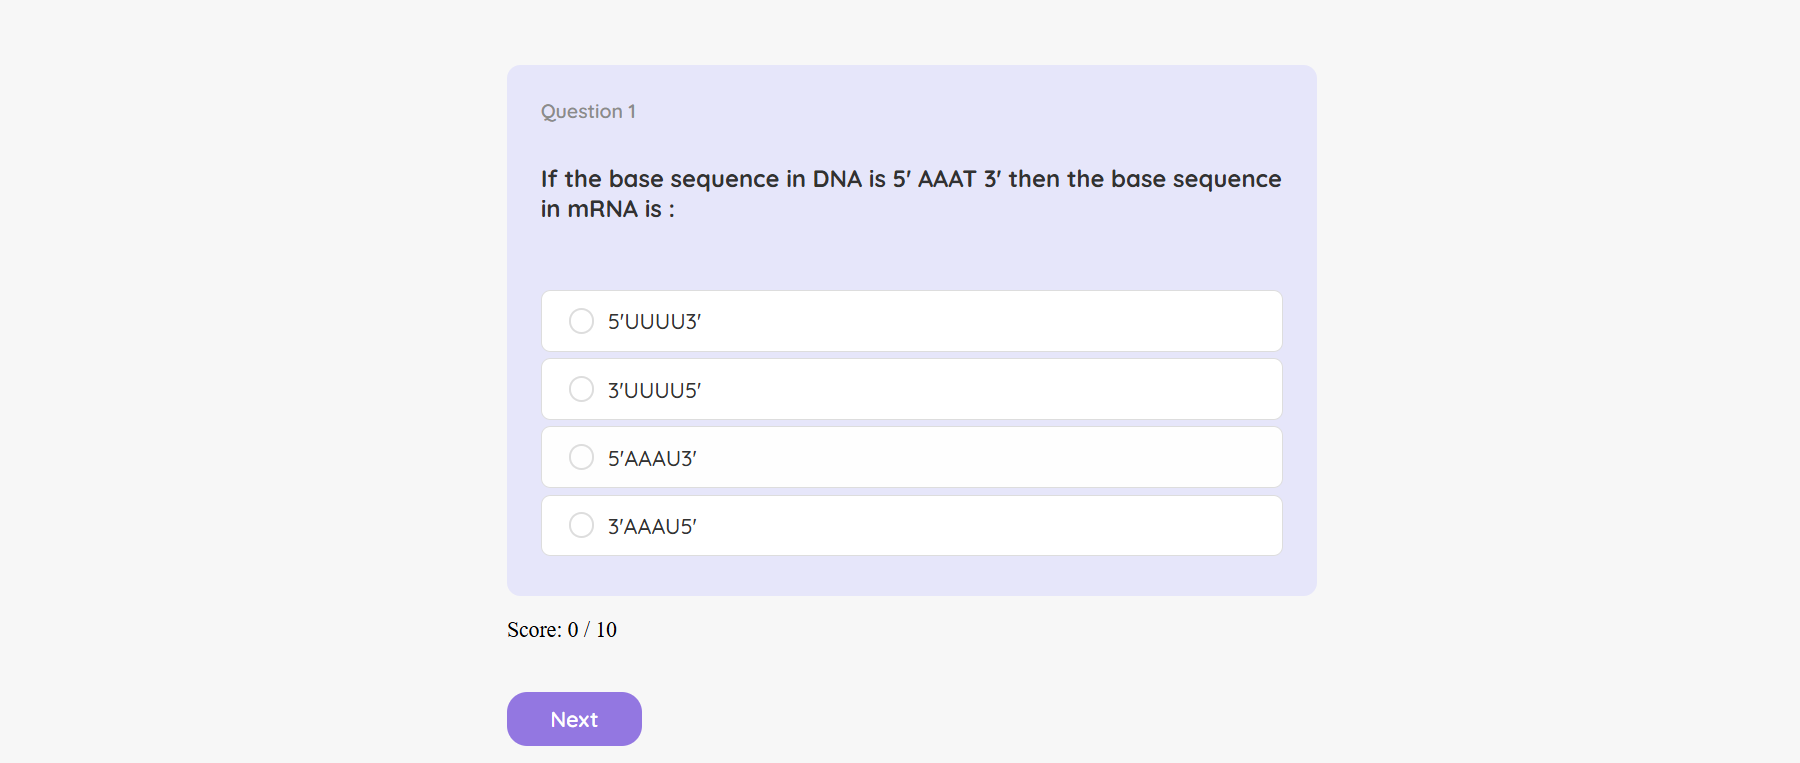 Question 1
If the base sequence in DNA is 5' AAAT 3' then the base sequence
in mRNA is :
5'UUUU3'
3'UUUU5'
5'AAAU3'
3'AAAU5'
Score: 0 / 10
Next